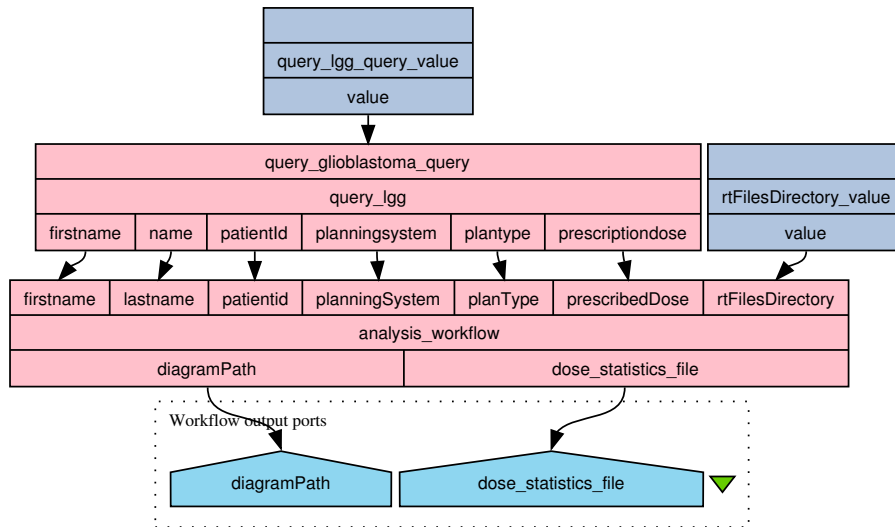 query_lgg_query_value
value
query_glioblastoma_query
query_lgg
rtFilesDirectory_value
firstname name patientId planningsystem plantype prescriptiondose value
firstname lastname patientid planningSystem planType prescribedDose rtFilesDirectory
analysis_workflow
diagramPath dose_statistics_file
Workflow output ports
diagramPath dose_statistics_file